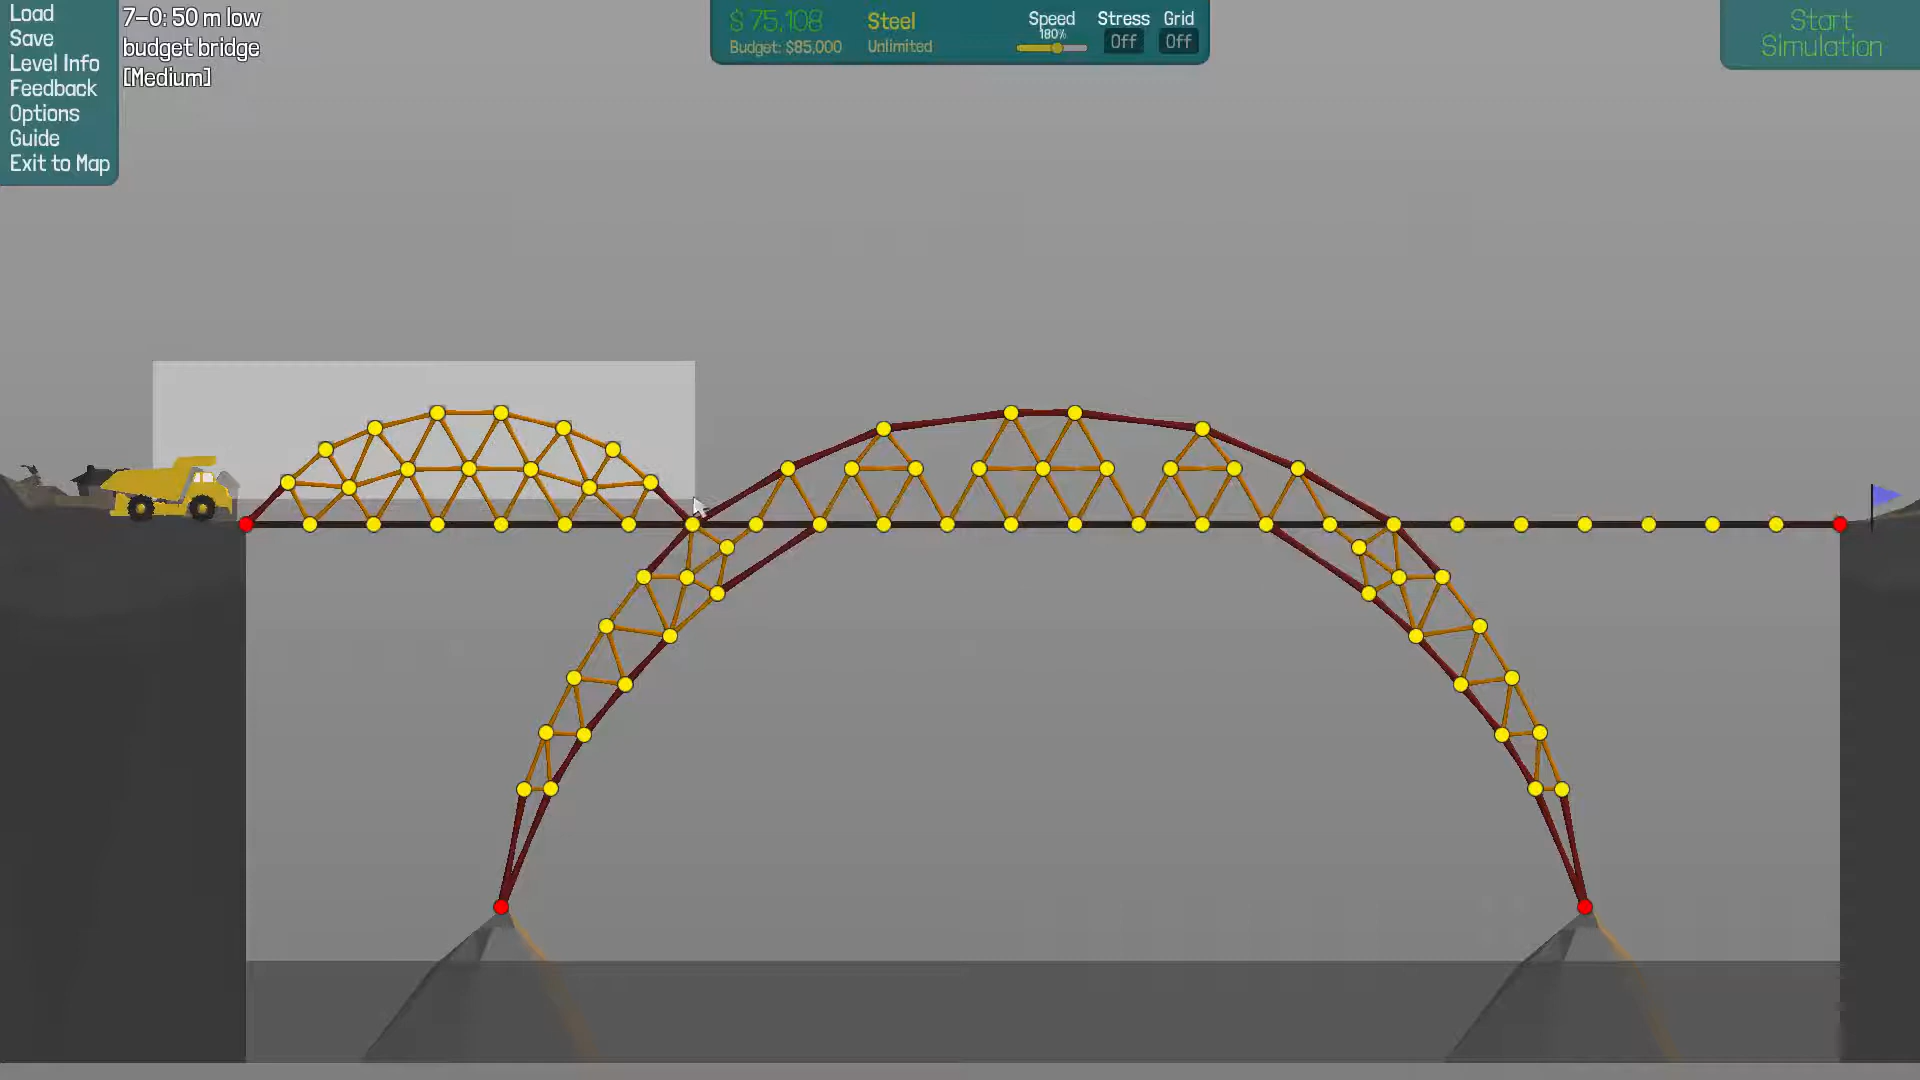 Load
Save
Level Info
Feedback
Options
Guide
Exit to Map
7-0: 50 m low
budget bridge
[Medium]
$ 75,108
Budget: $85,000
Steel
Unlimited
Speed
180%
Stress
Off
Grid
Off
Start
Simulation